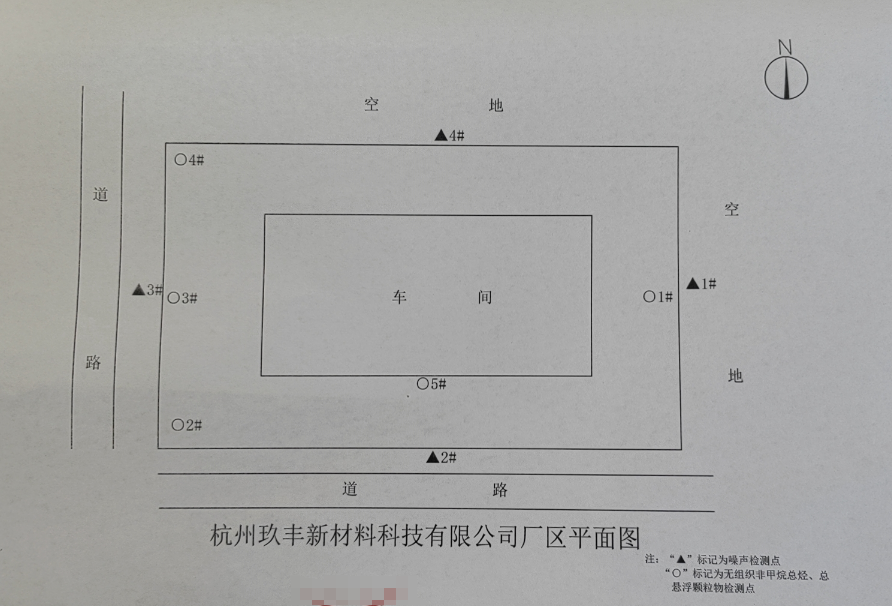 N
空 地
▲4#
○4#
道
空
▲3#
○3#
车 间
○1#
▲1#
路
地
○5#
○2#
▲2#
道 路
杭州玖丰新材料科技有限公司厂区平面图
注：“▲”标记为噪声检测点
“○”标记为无组织非甲烷总烃、总
悬浮颗粒物检测点